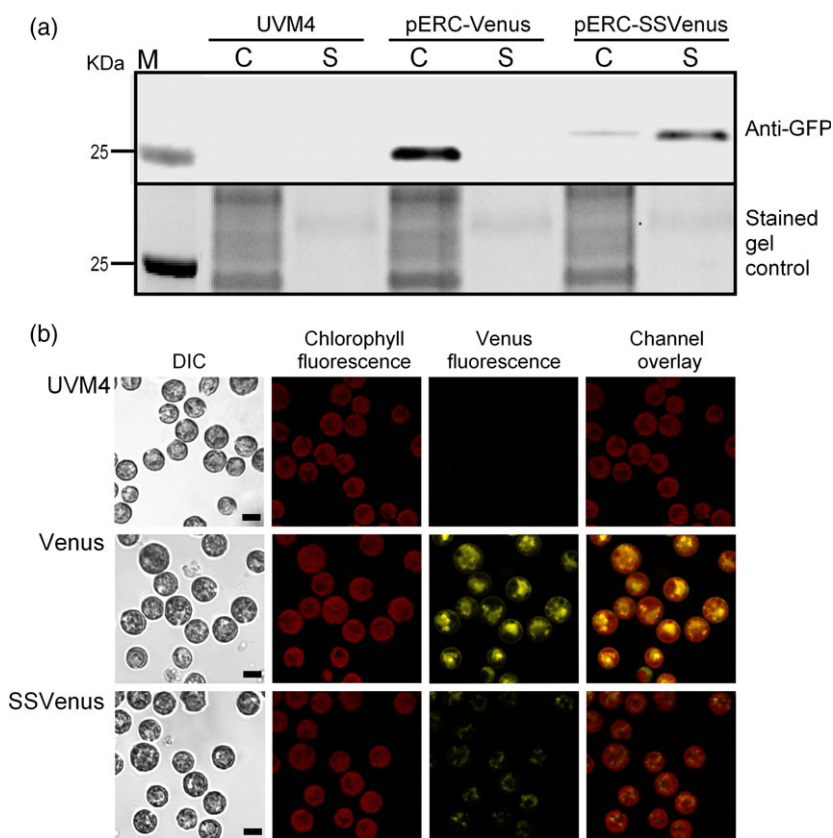 (a)
UVM4 pERC-Venus pERC-SSVenus
KDa M C S C S C S
Anti-GFP
25
Stained
gel
control
25
(b)
DIC Chlorophyll fluorescence Venus fluorescence Channel overlay
UVM4
Venus
SSVenus